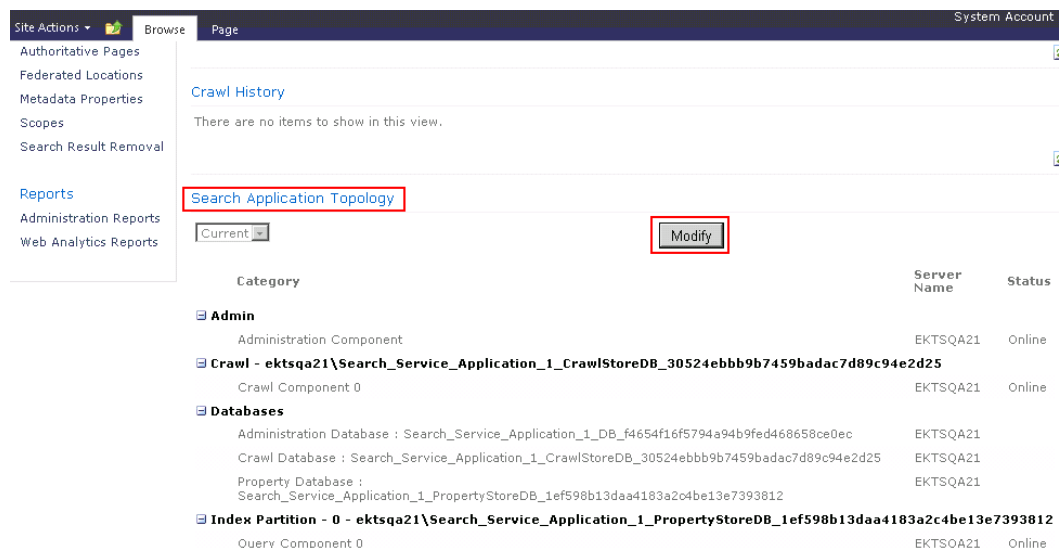 System Account
Site Actions
Browse
Page
Authoritative Pages
Federated Locations
Metadata Properties
Scopes
Search Result Removal
Reports
Administration Reports
Web Analytics Reports
Crawl History
There are no items to show in this view.
Search Application Topology
Current
Modify
Category
Server Name
Status
Admin
Administration Component EKTSQA21 Online
Crawl - ektsqa21\Search_Service_Application_1_CrawlStoreDB_30524ebbb9b7459badac7d89c94e2d25
Crawl Component 0 EKTSQA21 Online
Databases
Administration Database : Search_Service_Application_1_DB_f4654f16f5794a94b9fed468658ce0ec EKTSQA21
Crawl Database : Search_Service_Application_1_CrawlStoreDB_30524ebbb9b7459badac7d89c94e2d25 EKTSQA21
Property Database : EKTSQA21
Search_Service_Application_1_PropertyStoreDB_1ef598b13daa4183a2c4be13e7393812
Index Partition - 0 - ektsqa21\Search_Service_Application_1_PropertyStoreDB_1ef598b13daa4183a2c4be13e7393812
Query Component 0 EKTSQA21 Online